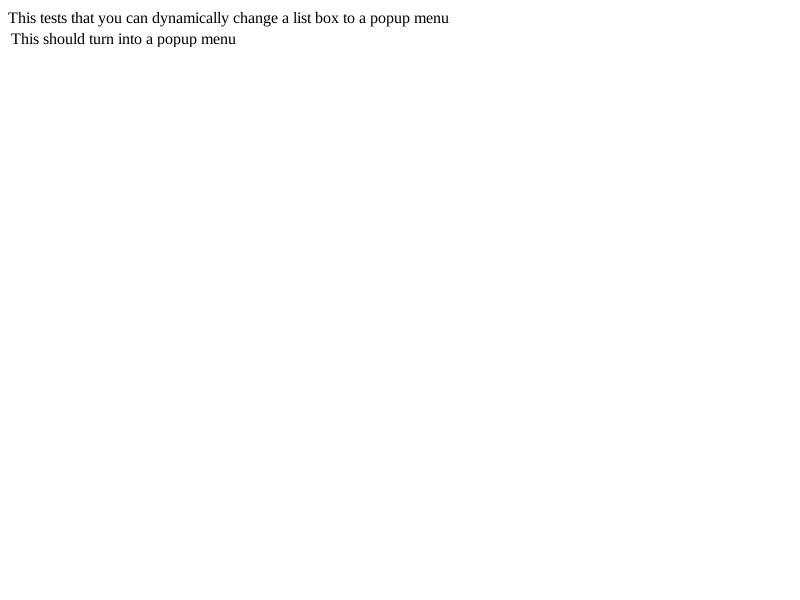 This tests that you can dynamically change a list box to a popup menu
This should turn into a popup menu